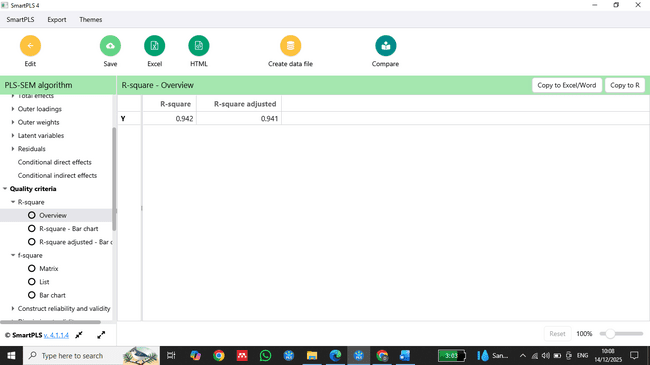 SmartPLS 4
SmartPLS Export Themes
Edit Save Excel HTML Create data file Compare
PLS-SEM algorithm
Total effects
Outer loadings
Outer weights
Latent variables
Residuals
Conditional direct effects
Conditional indirect effects
Quality criteria
R-square
Overview
R-square - Bar chart
R-square adjusted - Bar c
f-square
Matrix
List
Bar chart
Construct reliability and validity
© SmartPLS v. 4.1.1.4
R-square - Overview Copy to Excel/Word Copy to R
R-square R-square adjusted
Y 0.942 0.941
Reset 100%
Type here to search
3:03
San...
ENG
10:08
14/12/2025